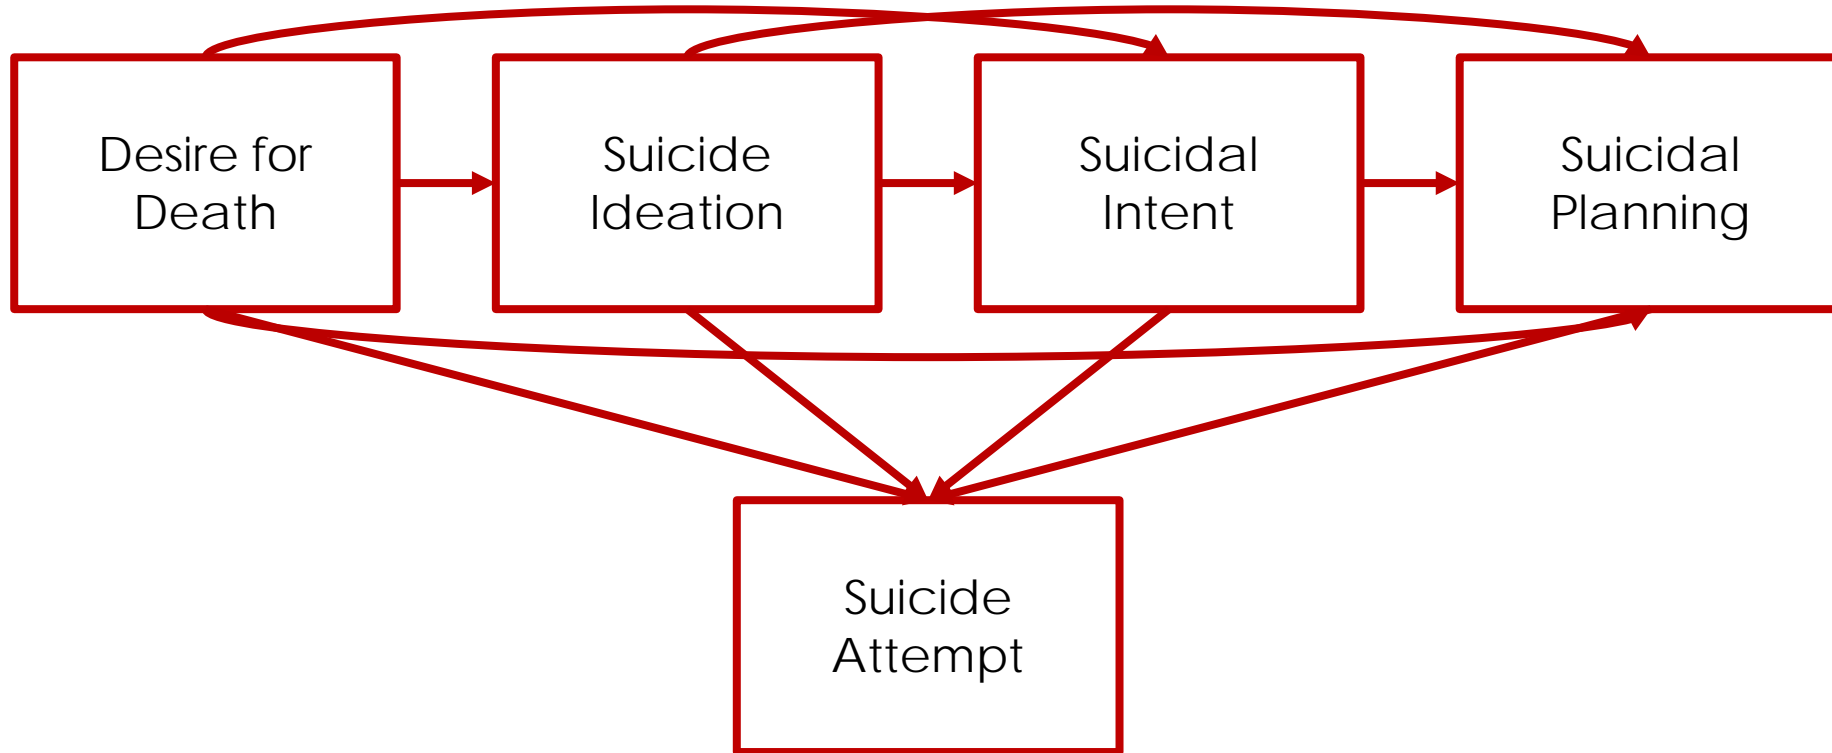 Desire for
Death
Suicide
Ideation
Suicidal
Intent
Suicidal
Planning
Suicide
Attempt